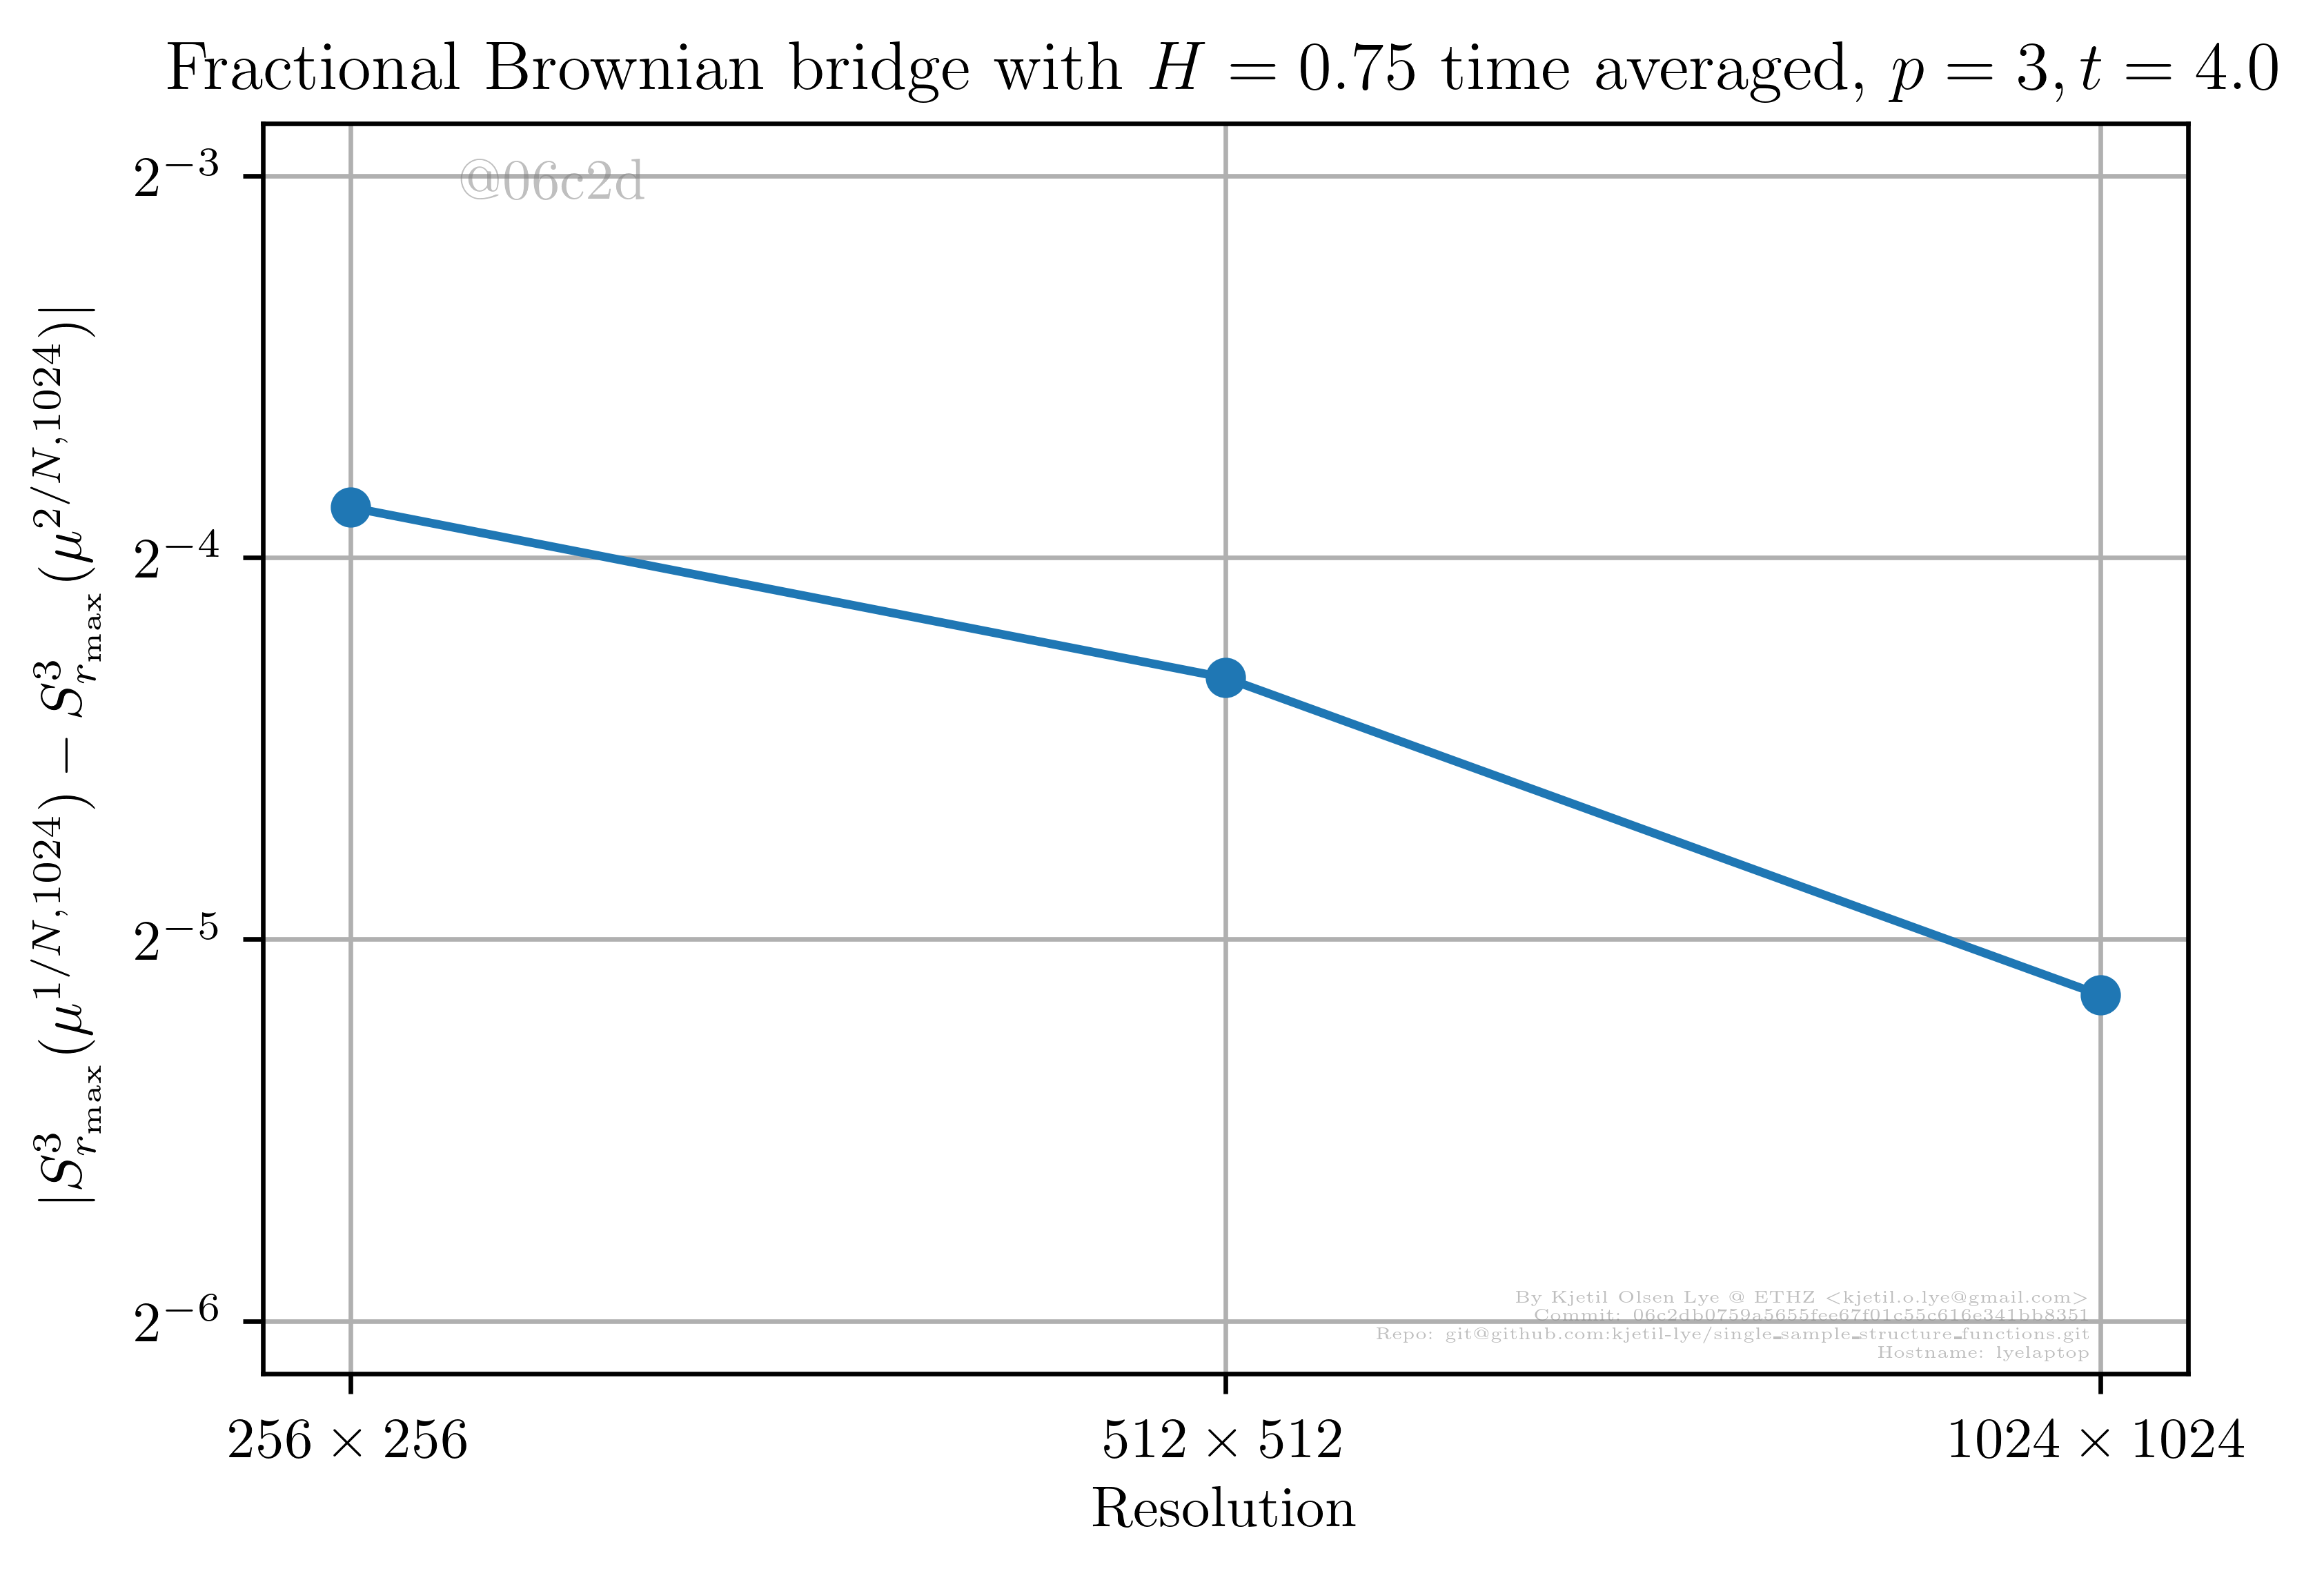 Fractional Brownian bridge with H = 0.75 time averaged, p = 3, t = 4.0
@06c2d
2^{-3}
2^{-4}
2^{-5}
2^{-6}
|S^3_{r_max}(μ^{1/N,1024}) − S^3_{r_max}(μ^{2/N,1024})|
By Kjetil Olsen Lye @ ETHZ <kjetil.o.lye@gmail.com>
Commit: 06c2db0759a5655fee67f01c55c616e341bb8351
Repo: git@github.com:kjetil-lye/single_sample_structure_functions.git
Hostname: lyelaptop
256 × 256
512 × 512
1024 × 1024
Resolution